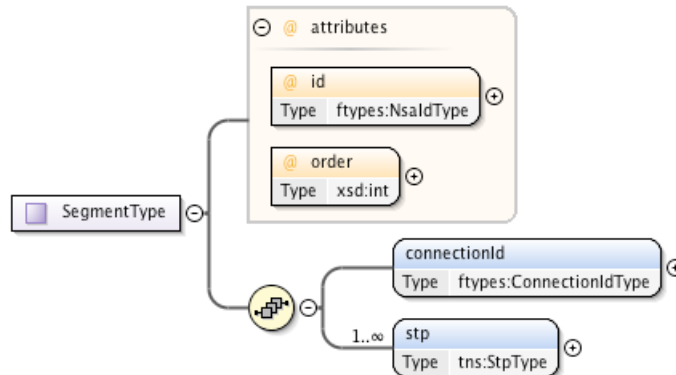 @ attributes
@ id
Type ftypes:NsaIdType
@ order
Type xsd:int
SegmentType
connectionId
Type ftypes:ConnectionIdType
1..∞
stp
Type tns:StpType